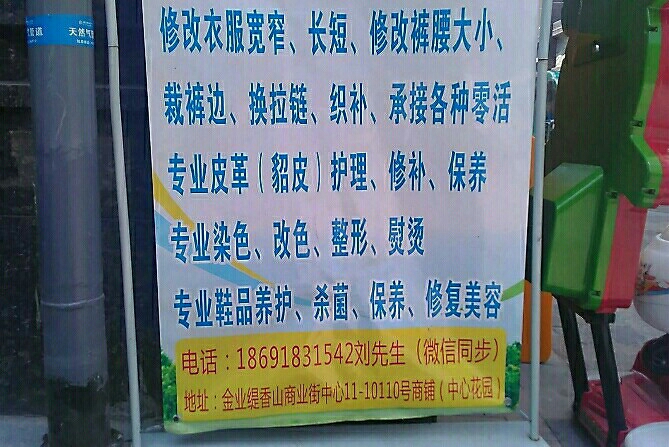 修改衣服宽窄、长短、修改裤腰大小、
裁裤边、换拉链、织补、承接各种零活
专业皮革（貂皮）护理、修补、保养
专业染色、改色、整形、熨烫
专业鞋品养护、杀菌、保养、修复美容
电话：18691831542刘先生（微信同步）
地址：金业缇香山商业街中心11-10110号商铺（中心花园）
天然气